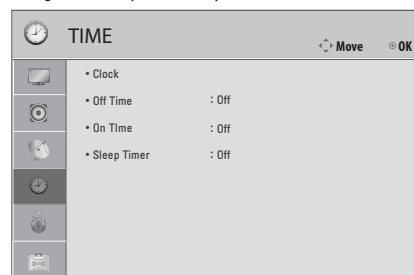 TIME
Move
OK
• Clock
• Off Time : Off
• On TIme : Off
• Sleep Timer : Off